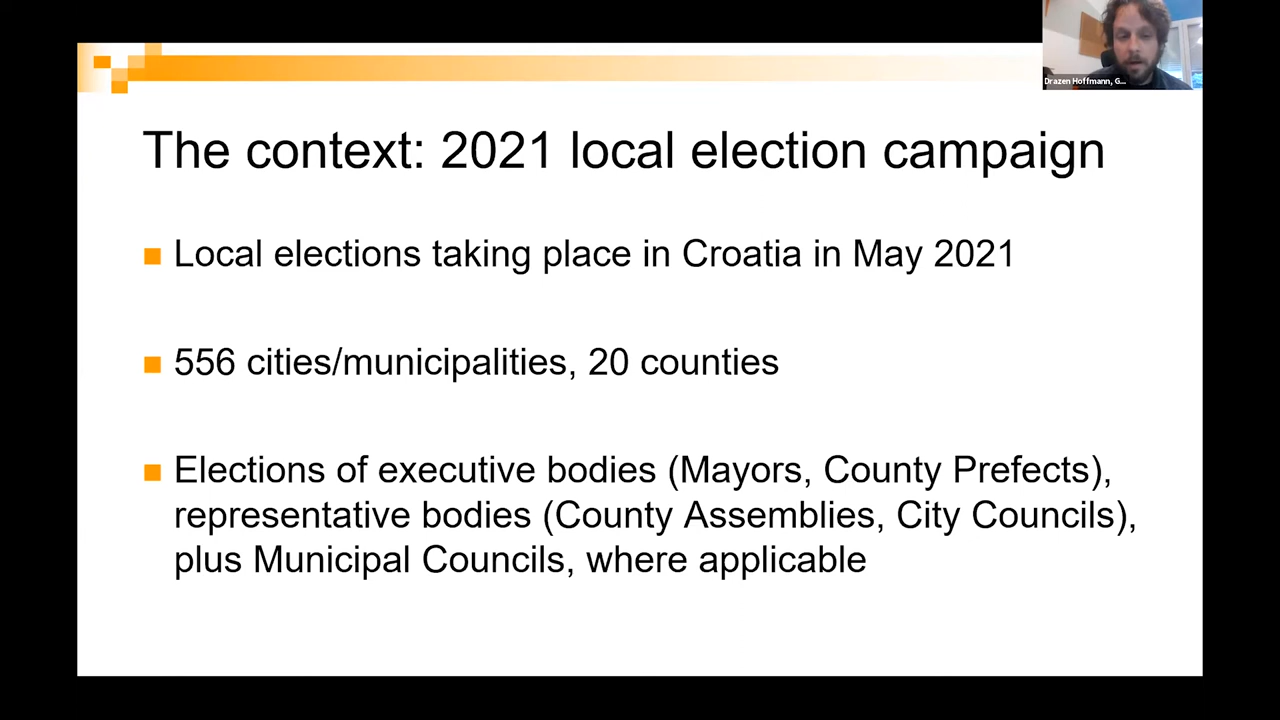 Drazen Hoffmann, G...
The context: 2021 local election campaign
Local elections taking place in Croatia in May 2021
556 cities/municipalities, 20 counties
Elections of executive bodies (Mayors, County Prefects),
representative bodies (County Assemblies, City Councils),
plus Municipal Councils, where applicable